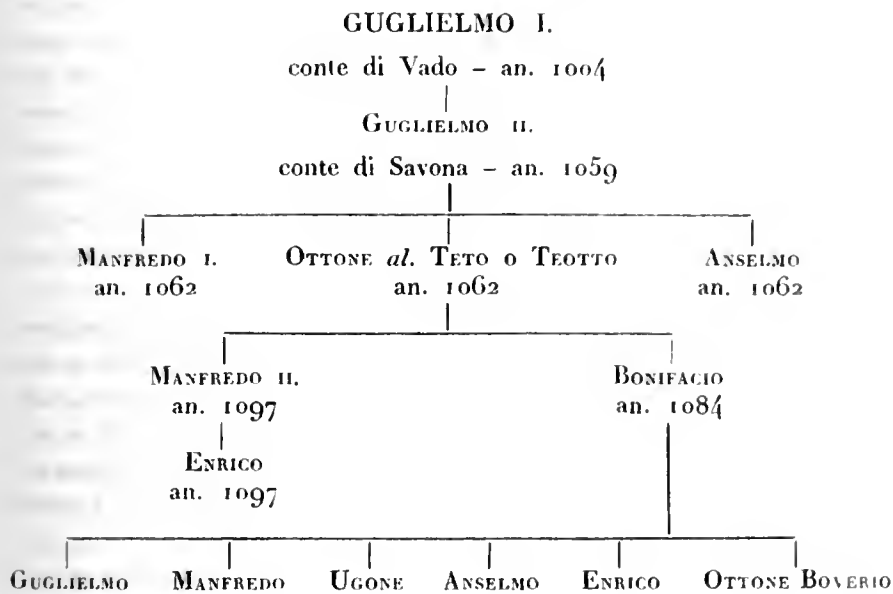 GUGLIELMO I.
conte di Vado – an. 1004
GUGLIELMO II.
conte di Savona – an. 1059
MANFREDO I. OTTONE al. TETO O TEOTTO ANSELMO
an. 1062 an. 1062 an. 1062
MANFREDO II. BONIFACIO
an. 1097 an. 1084
ENRICO
an. 1097
GUGLIELMO MANFREDO UGONE ANSELMO ENRICO OTTONE BOVERIO